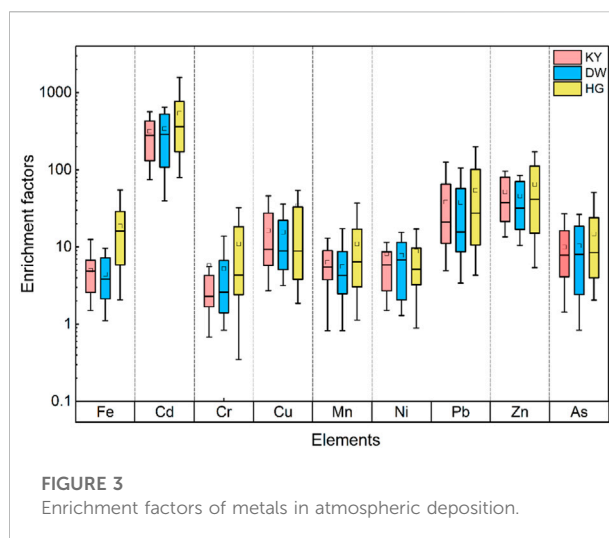 KY
DW
HG
1000
100
10
1
0.1
Enrichment factors
Fe Cd Cr Cu Mn Ni Pb Zn As
Elements
FIGURE 3
Enrichment factors of metals in atmospheric deposition.